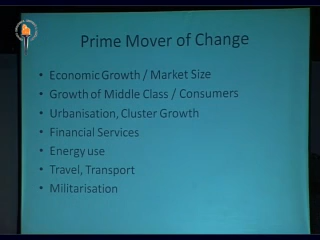 Prime Mover of Change
• Economic Growth / Market Size
• Growth of Middle Class / Consumers
• Urbanisation, Cluster Growth
• Financial Services
• Energy use
• Travel, Transport
• Militarisation